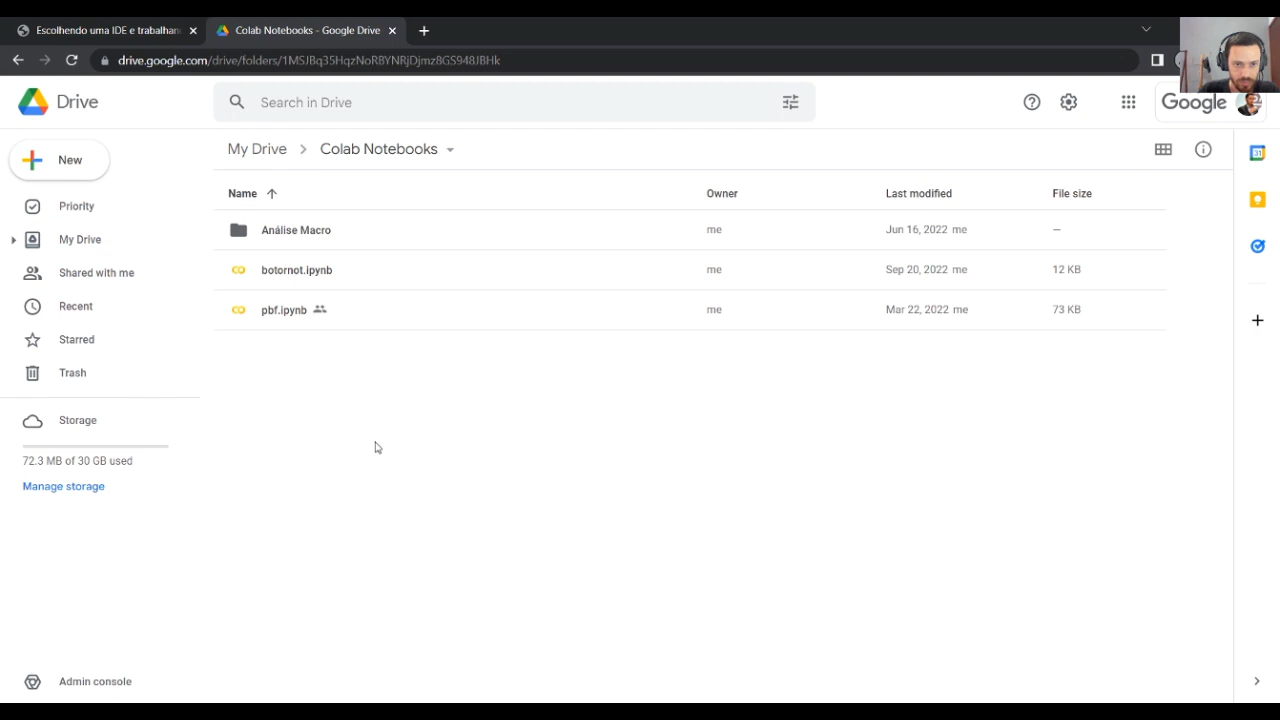 Escolhendo uma IDE e trabalhan
Colab Notebooks - Google Drive
drive.google.com/drive/folders/1MSJBq35HqzNoRBYNRjDjmz8GS948JBHk
Drive
Search in Drive
Google
New
My Drive
Colab Notebooks
Name
Owner
Last modified
File size
Priority
Análise Macro
me
Jun 16, 2022 me
—
My Drive
botornot.ipynb
me
Sep 20, 2022 me
12 KB
Shared with me
Recent
pbf.ipynb
me
Mar 22, 2022 me
73 KB
Starred
Trash
Storage
72.3 MB of 30 GB used
Manage storage
Admin console
31